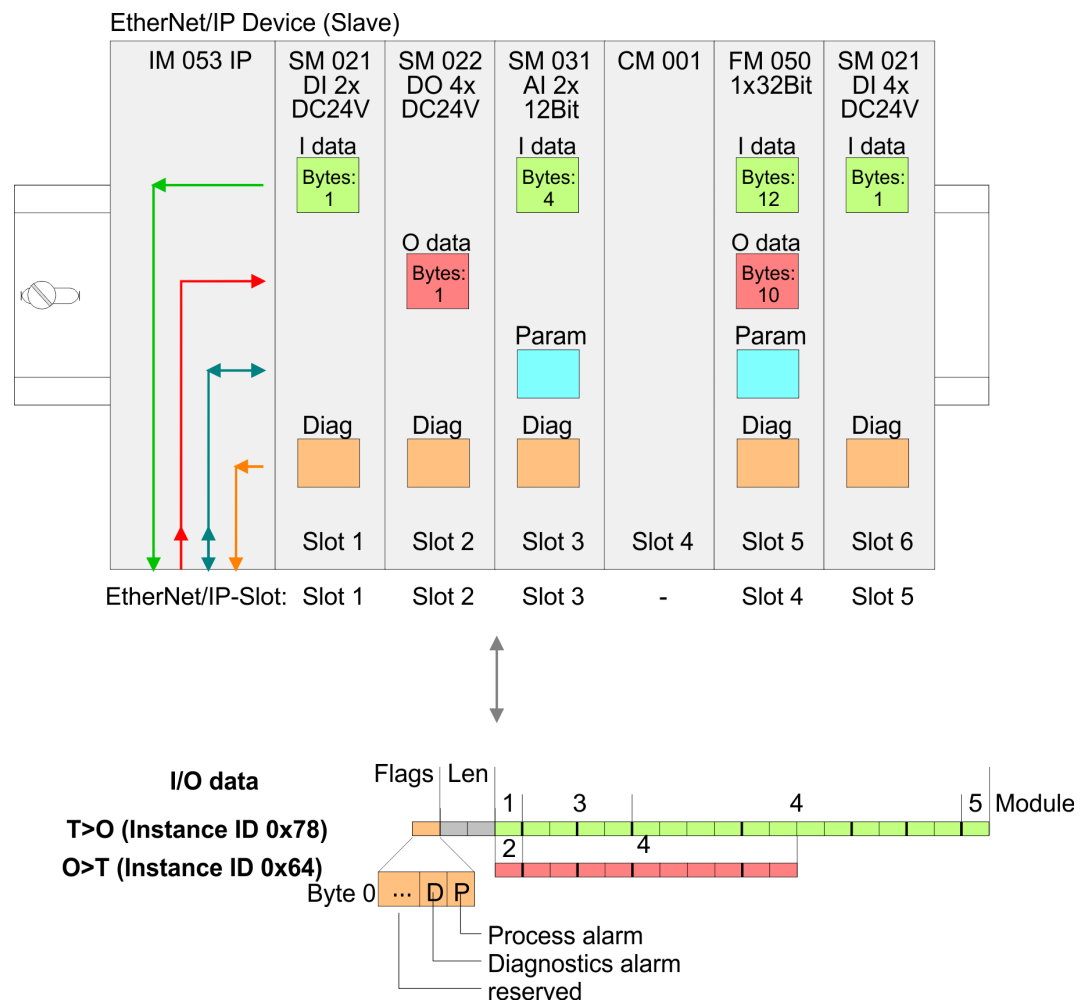 EtherNet/IP Device (Slave)
IM 053 IP
SM 021
DI 2x
DC24V
SM 022
DO 4x
DC24V
SM 031
AI 2x
12Bit
CM 001
FM 050
1x32Bit
SM 021
DI 4x
DC24V
I data
Bytes:
1
I data
Bytes:
4
I data
Bytes:
12
I data
Bytes:
1
O data
Bytes:
1
O data
Bytes:
10
Param
Param
Diag
Diag
Diag
Diag
Diag
Slot 1
Slot 2
Slot 3
Slot 4
Slot 5
Slot 6
EtherNet/IP-Slot: Slot 1 Slot 2 Slot 3 - Slot 4 Slot 5
I/O data
Flags Len
1 3 4 5 Module
T>O (Instance ID 0x78)
2 4
O>T (Instance ID 0x64)
Byte 0 ... D P
Process alarm
Diagnostics alarm
reserved